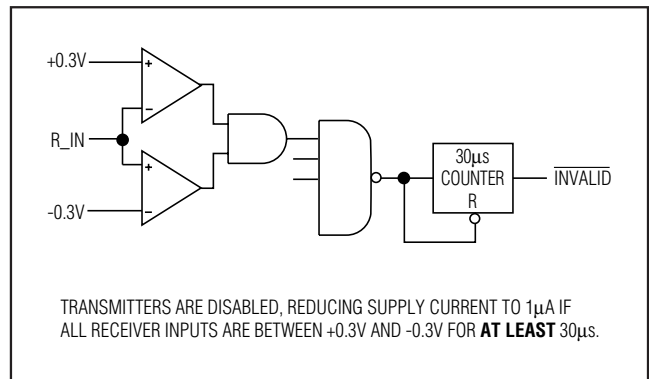 +0.3V
+
-
R_IN
+
-
-0.3V
30µs
COUNTER
R
INVALID
TRANSMITTERS ARE DISABLED, REDUCING SUPPLY CURRENT TO 1µA IF
ALL RECEIVER INPUTS ARE BETWEEN +0.3V AND -0.3V FOR AT LEAST 30µs.